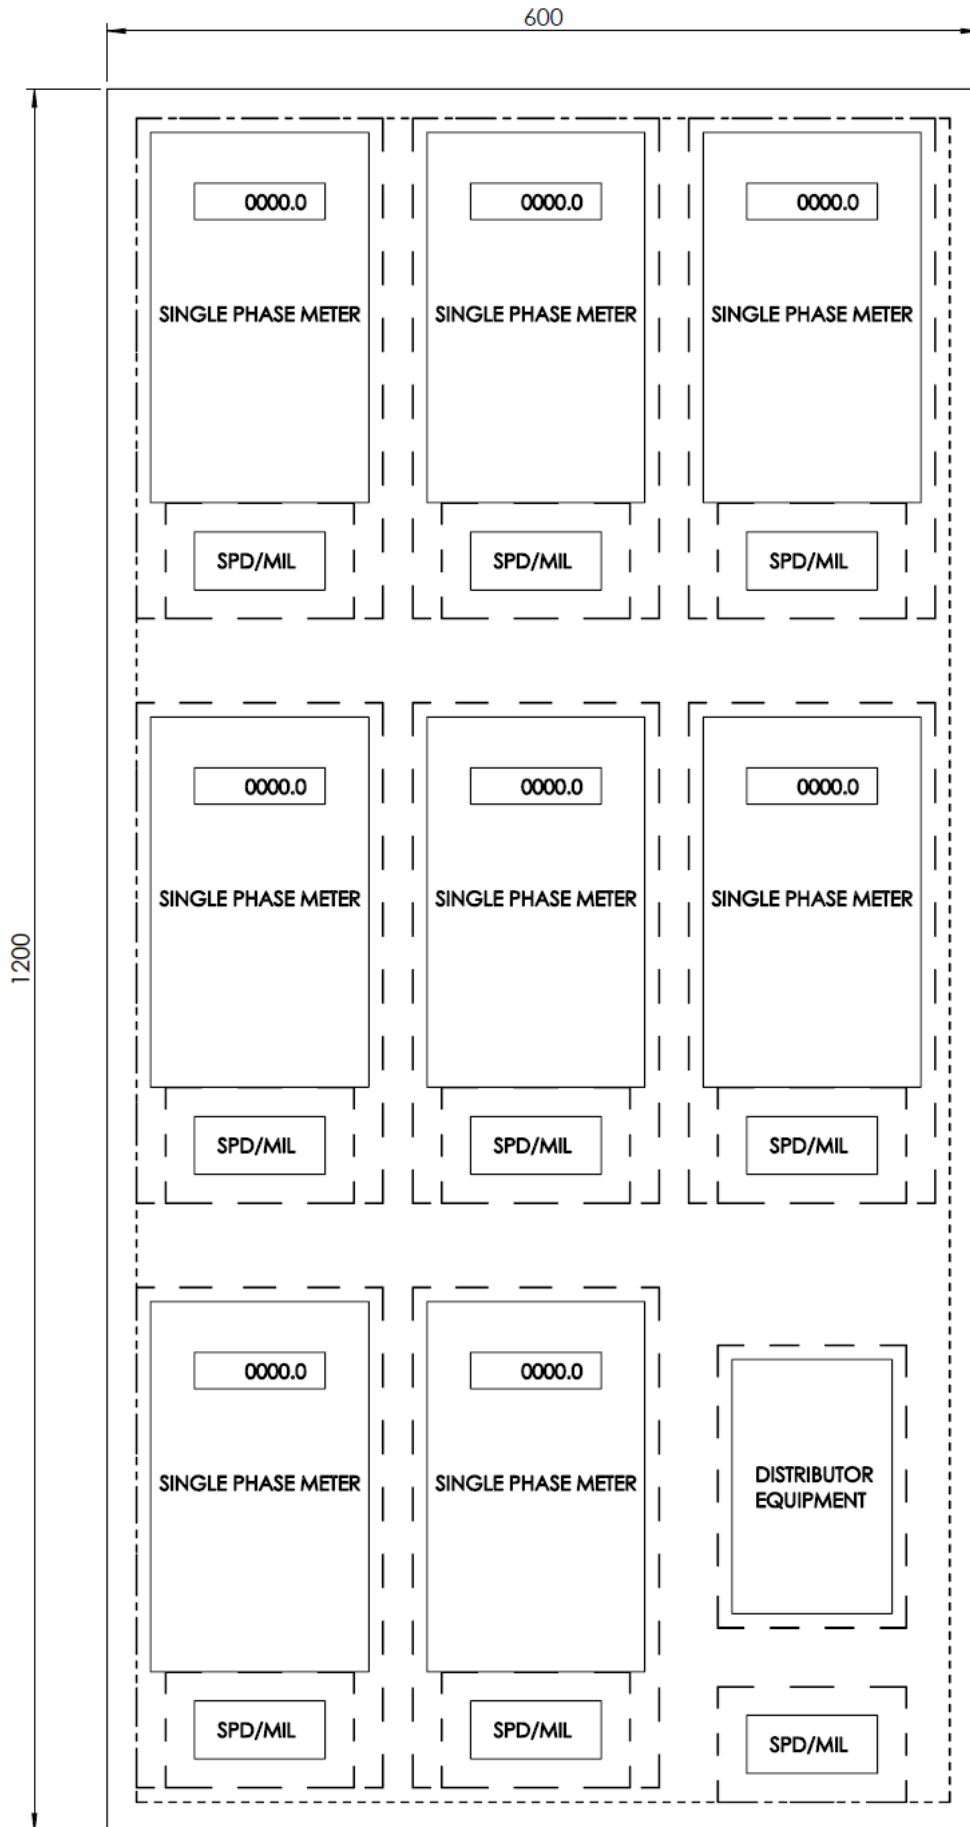 600
0000.0 0000.0 0000.0
SINGLE PHASE METER SINGLE PHASE METER SINGLE PHASE METER
SPD/MIL SPD/MIL SPD/MIL
0000.0 0000.0 0000.0
SINGLE PHASE METER SINGLE PHASE METER SINGLE PHASE METER
1200
SPD/MIL SPD/MIL SPD/MIL
0000.0 0000.0
SINGLE PHASE METER SINGLE PHASE METER
DISTRIBUTOR
EQUIPMENT
SPD/MIL SPD/MIL SPD/MIL